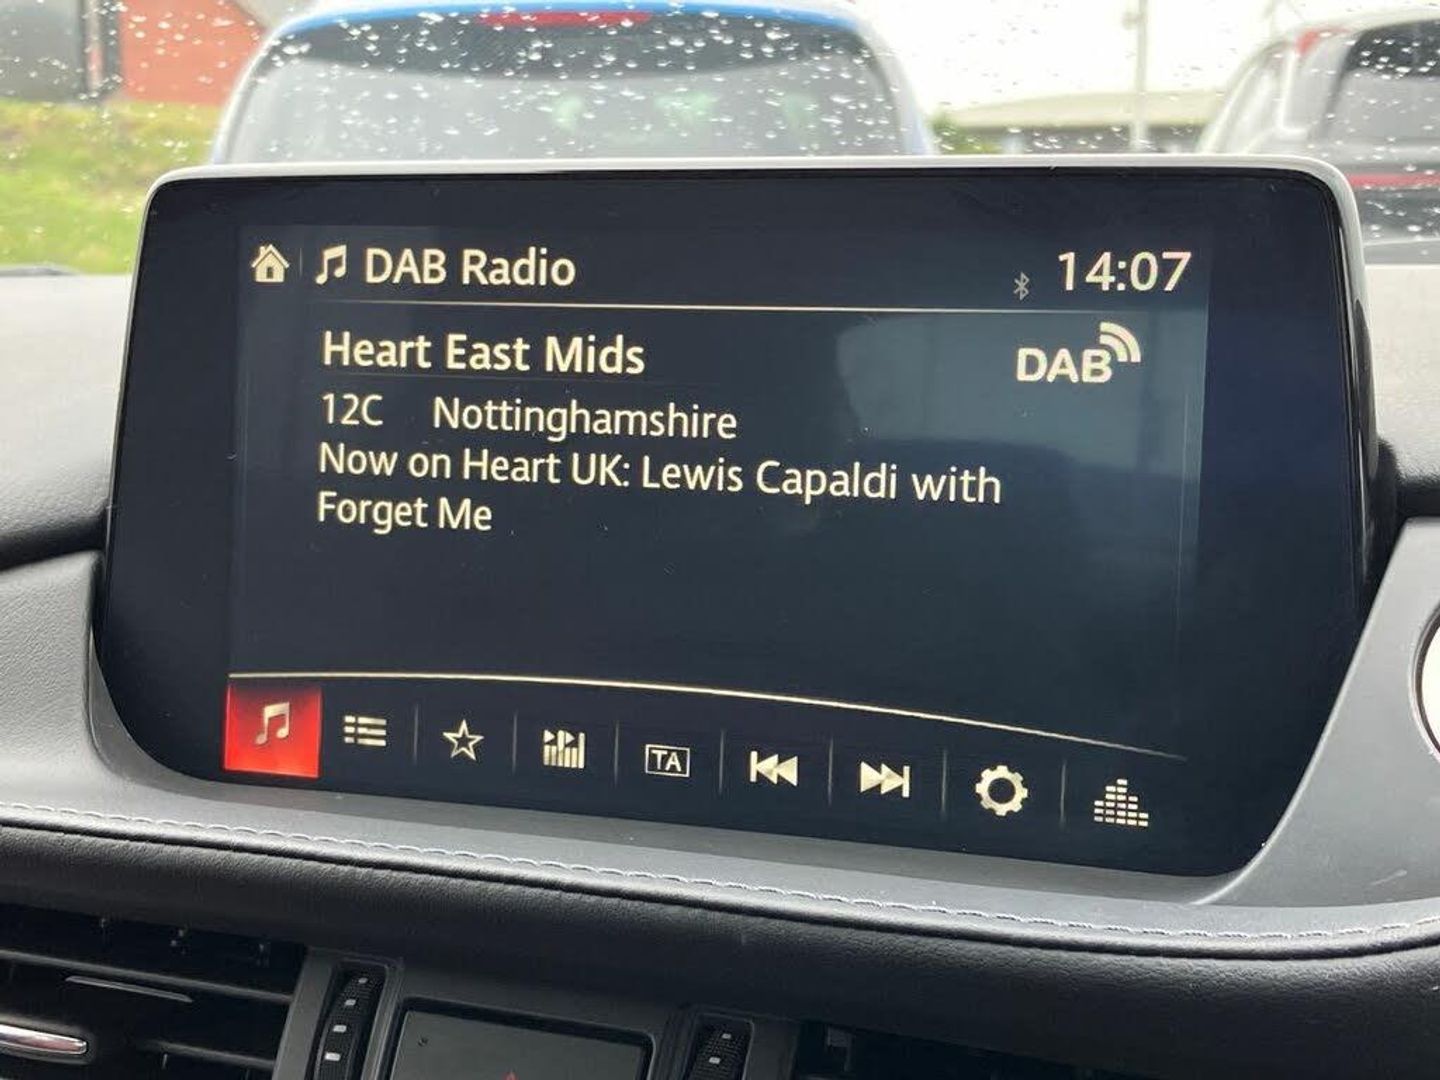 DAB Radio 14:07
Heart East Mids DAB
12C Nottinghamshire
Now on Heart UK: Lewis Capaldi with
Forget Me
TA